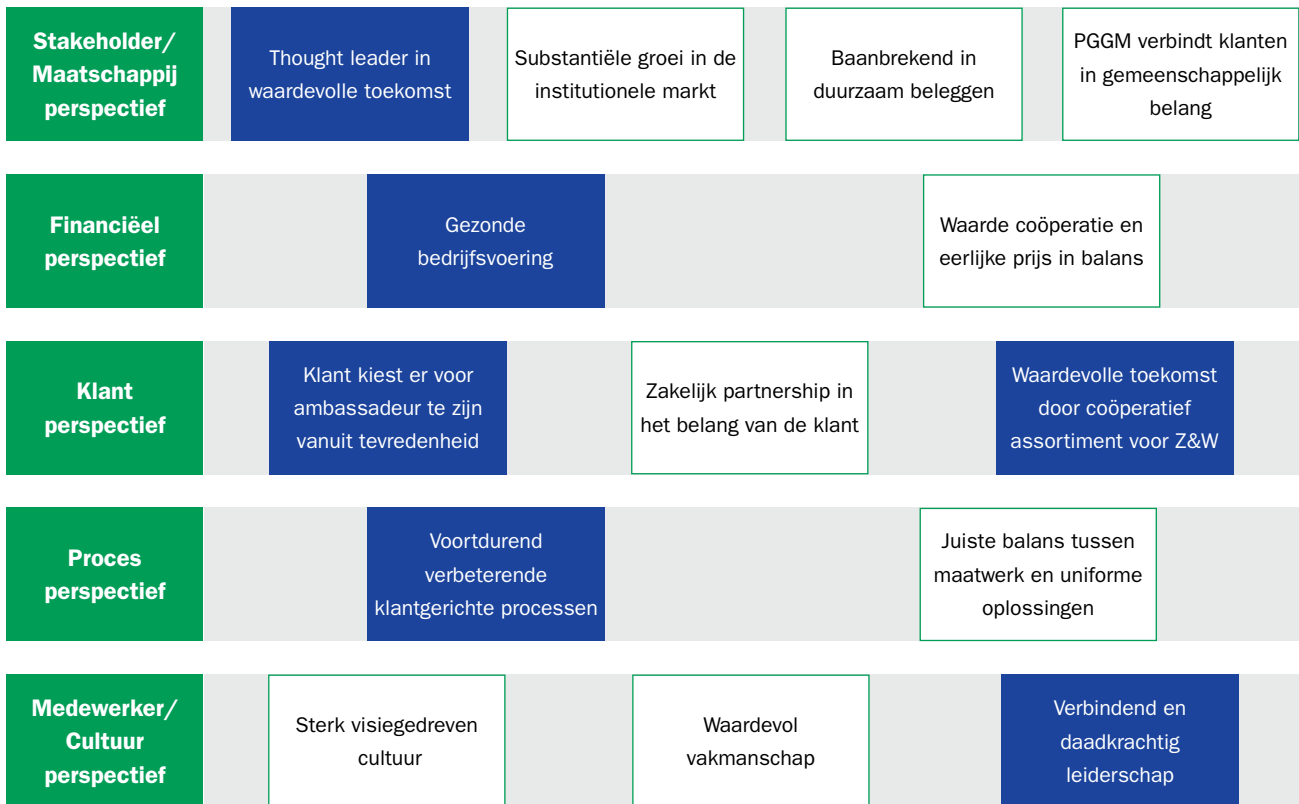 Stakeholder/
Maatschappij
perspectief
Thought leader in
waardevolle toekomst
Substantiële groei in de
institutionele markt
Baanbrekend in
duurzaam beleggen
PGGM verbindt klanten
in gemeenschappelijk
belang
Financiëel
perspectief
Gezonde
bedrijfsvoering
Waarde coöperatie en
eerlijke prijs in balans
Klant
perspectief
Klant kiest er voor
ambassadeur te zijn
vanuit tevredenheid
Zakelijk partnership in
het belang van de klant
Waardevolle toekomst
door coöperatief
assortiment voor Z&W
Proces
perspectief
Voortdurend
verbeterende
klantgerichte processen
Juiste balans tussen
maatwerk en uniforme
oplossingen
Medewerker/
Cultuur
perspectief
Sterk visiegedreven
cultuur
Waardevol
vakmanschap
Verbindend en
daadkrachtig
leiderschap